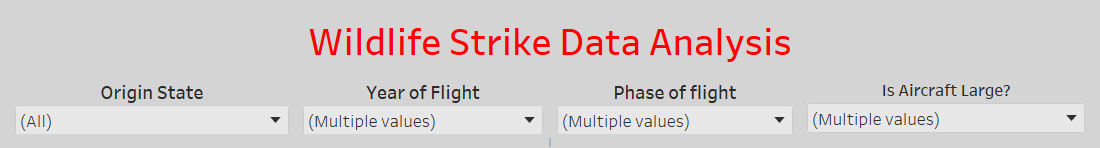 Wildlife Strike Data Analysis
Origin State
Year of Flight
Phase of flight
Is Aircraft Large?
(All)
(Multiple values)
(Multiple values)
(Multiple values)